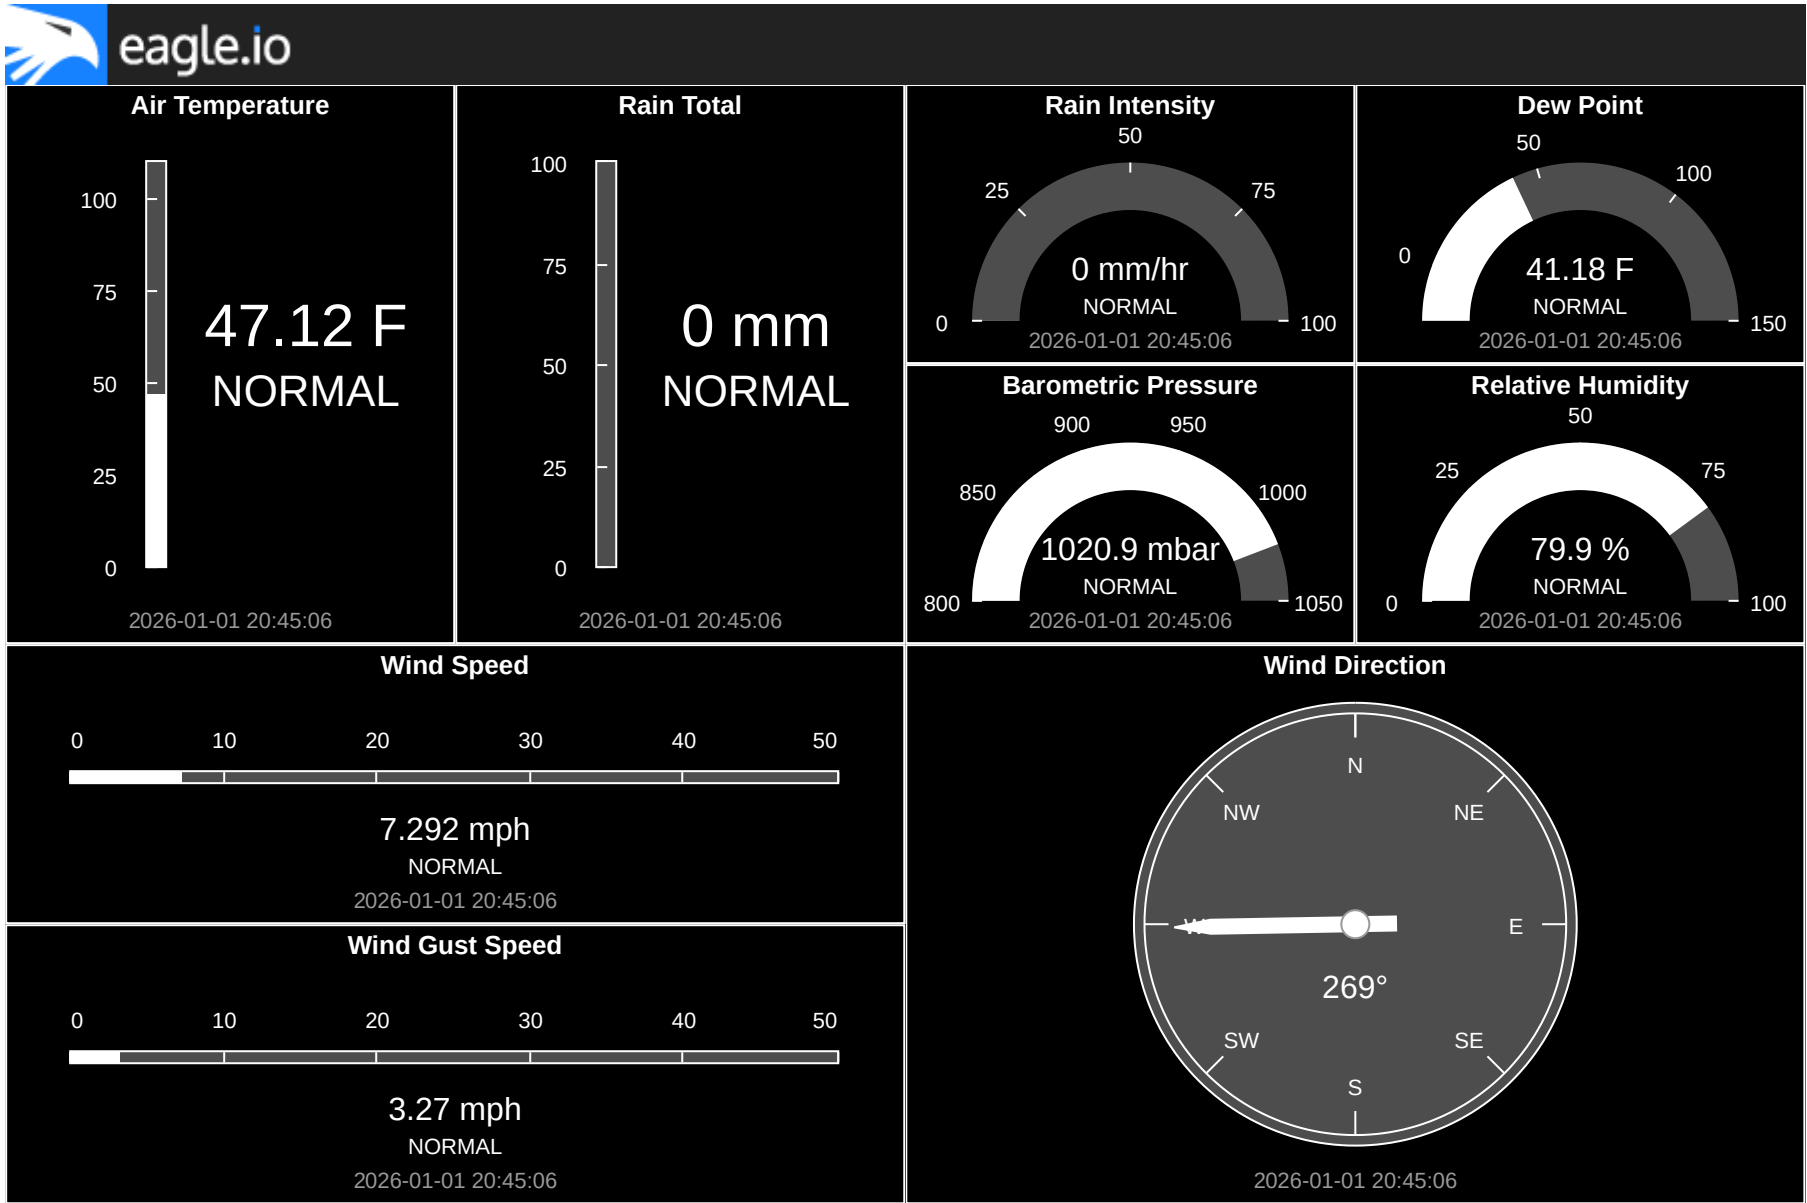 eagle.io
Air Temperature
100
75
50
25
0
47.12 F
NORMAL
2026-01-01 20:45:06
Rain Total
100
75
50
25
0
0 mm
NORMAL
2026-01-01 20:45:06
Rain Intensity
50
25
75
0
100
0 mm/hr
NORMAL
2026-01-01 20:45:06
Dew Point
50
100
0
150
41.18 F
NORMAL
2026-01-01 20:45:06
Barometric Pressure
900
950
850
1000
800
1050
1020.9 mbar
NORMAL
2026-01-01 20:45:06
Relative Humidity
50
25
75
0
100
79.9 %
NORMAL
2026-01-01 20:45:06
Wind Speed
0 10 20 30 40 50
7.292 mph
NORMAL
2026-01-01 20:45:06
Wind Gust Speed
0 10 20 30 40 50
3.27 mph
NORMAL
2026-01-01 20:45:06
Wind Direction
N
NW
NE
W
E
269°
SW
SE
S
2026-01-01 20:45:06